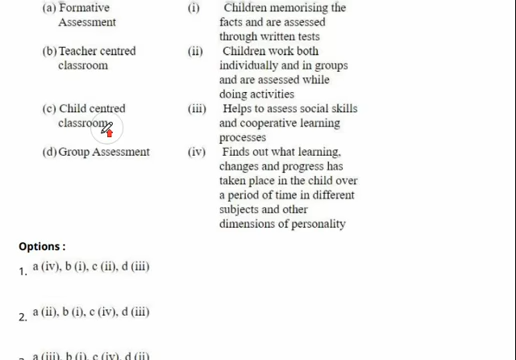 (a) Formative (i) Children memorising the
Assessment facts and are assessed
through written tests
(b) Teacher centred (ii) Children work both
classroom individually and in groups
and are assessed while
doing activities
(c) Child centred (iii) Helps to assess social skills
classroom and cooperative learning
processes
(d) Group Assessment (iv) Finds out what learning,
changes and progress has
taken place in the child over
a period of time in different
subjects and other
dimensions of personality
Options :
1. a (iv), b (i), c (ii), d (iii)
2. a (ii), b (i), c (iv), d (iii)
a (iii), b (i), c (iv), d (ii)